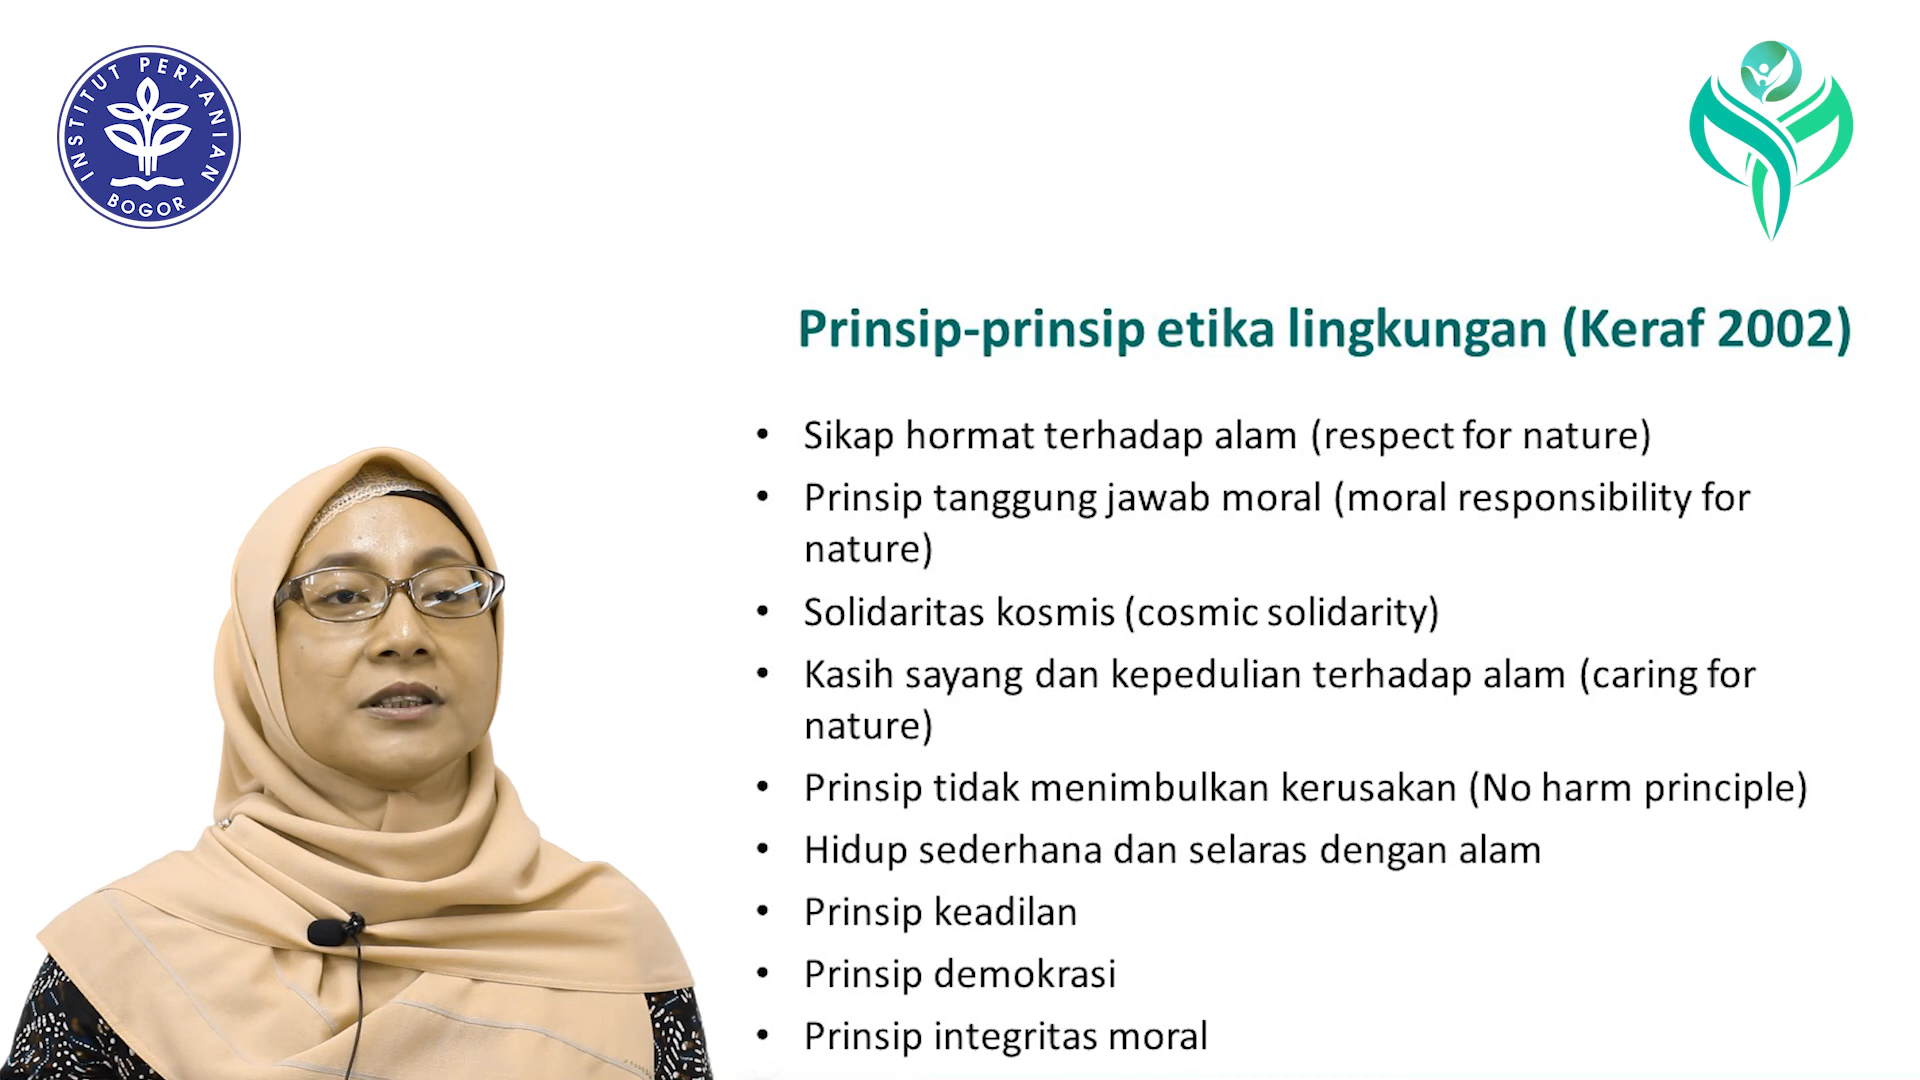 INSTITUT PERTANIAN
BOGOR
Prinsip-prinsip etika lingkungan (Keraf 2002)
• Sikap hormat terhadap alam (respect for nature)
• Prinsip tanggung jawab moral (moral responsibility for
nature)
• Solidaritas kosmis (cosmic solidarity)
• Kasih sayang dan kepedulian terhadap alam (caring for
nature)
• Prinsip tidak menimbulkan kerusakan (No harm principle)
• Hidup sederhana dan selaras dengan alam
• Prinsip keadilan
• Prinsip demokrasi
• Prinsip integritas moral